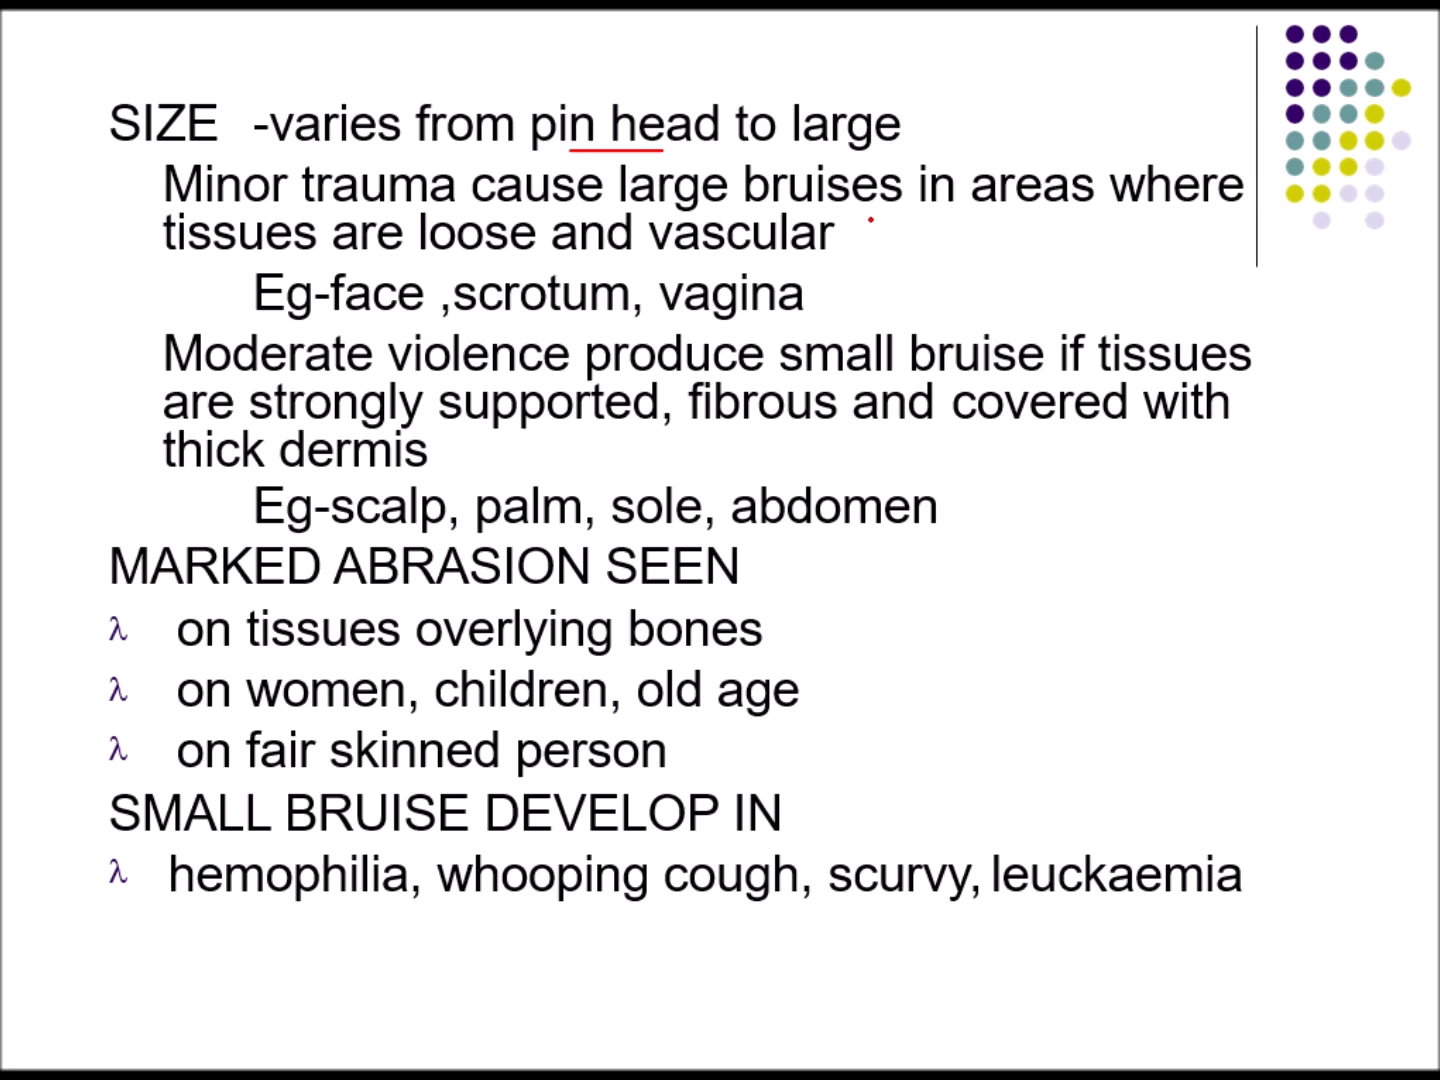 SIZE -varies from pin head to large
Minor trauma cause large bruises in areas where
tissues are loose and vascular
Eg-face ,scrotum, vagina
Moderate violence produce small bruise if tissues
are strongly supported, fibrous and covered with
thick dermis
Eg-scalp, palm, sole, abdomen
MARKED ABRASION SEEN
λ on tissues overlying bones
λ on women, children, old age
λ on fair skinned person
SMALL BRUISE DEVELOP IN
λ hemophilia, whooping cough, scurvy, leuckaemia